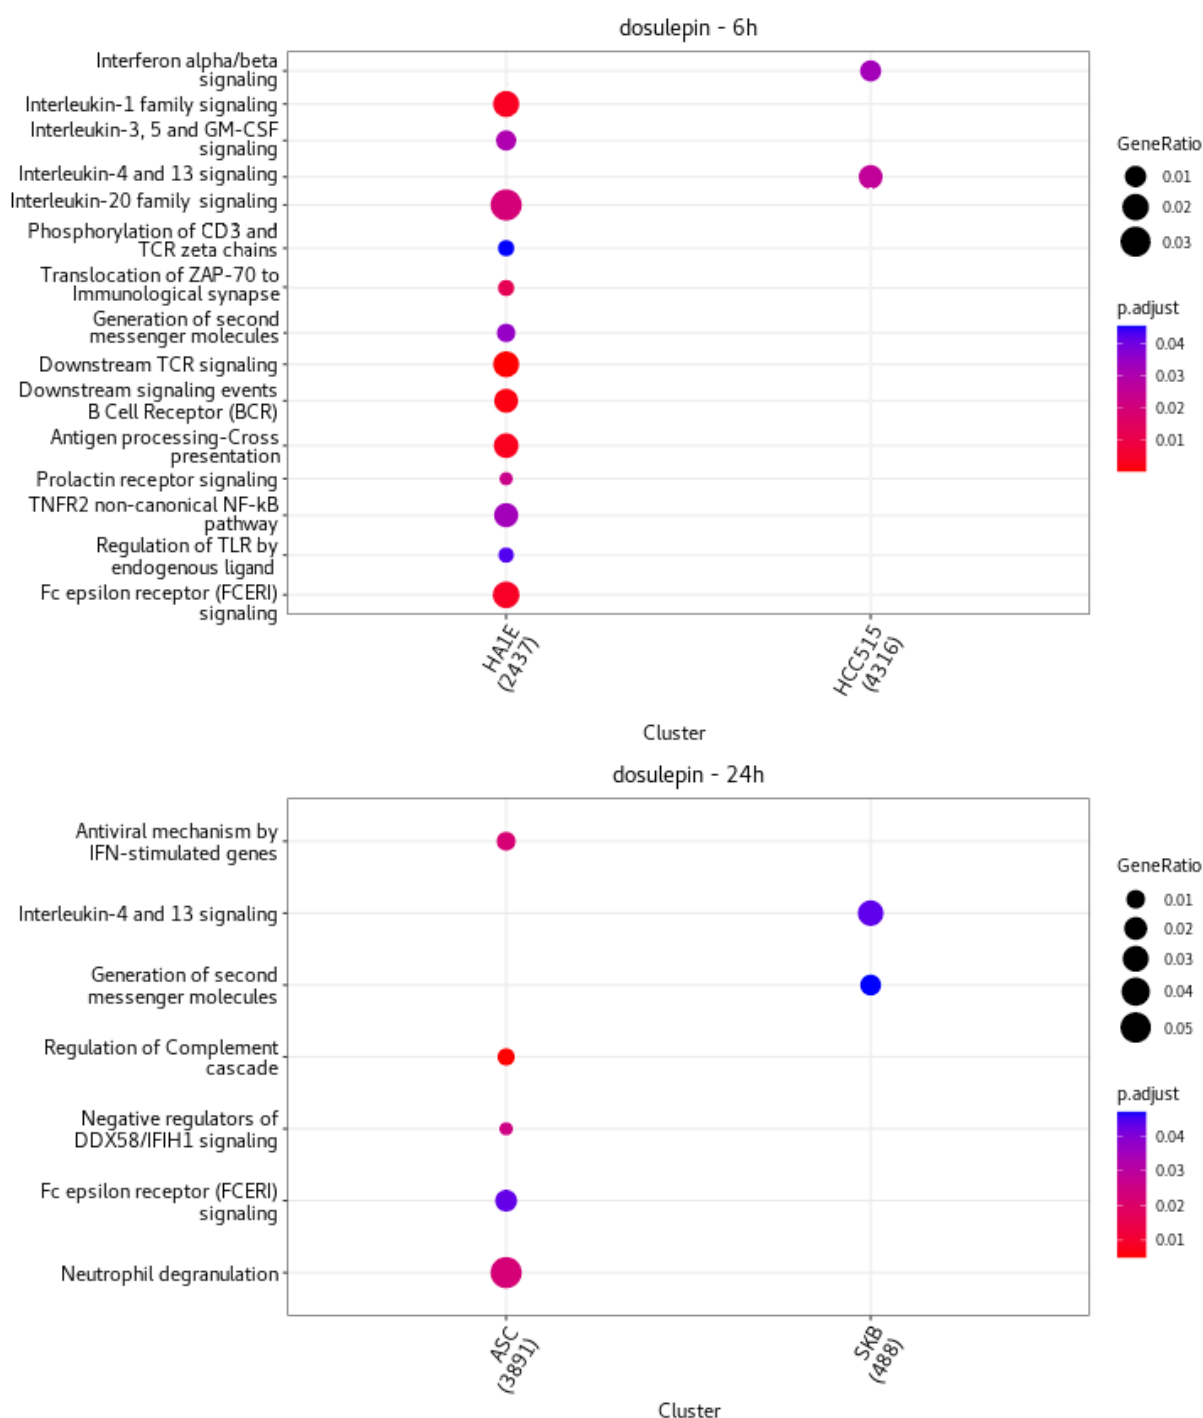 dosulepin - 6h
Interferon alpha/beta
signaling
Interleukin-1 family signaling
Interleukin-3, 5 and GM-CSF
signaling
Interleukin-4 and 13 signaling
Interleukin-20 family signaling
Phosphorylation of CD3 and
TCR zeta chains
Translocation of ZAP-70 to
Immunological synapse
Generation of second
messenger molecules
Downstream TCR signaling
Downstream signaling events
B Cell Receptor (BCR)
Antigen processing-Cross
presentation
Prolactin receptor signaling
TNFR2 non-canonical NF-kB
pathway
Regulation of TLR by
endogenous ligand
Fc epsilon receptor (FCERI)
signaling
HA1E
(2437)
HCC515
(4316)
Cluster
GeneRatio
0.01
0.02
0.03
p.adjust
0.04
0.03
0.02
0.01
dosulepin - 24h
Antiviral mechanism by
IFN-stimulated genes
Interleukin-4 and 13 signaling
Generation of second
messenger molecules
Regulation of Complement
cascade
Negative regulators of
DDX58/IFIH1 signaling
Fc epsilon receptor (FCERI)
signaling
Neutrophil degranulation
ASC
(3891)
SKB
(488)
Cluster
GeneRatio
0.01
0.02
0.03
0.04
0.05
p.adjust
0.04
0.03
0.02
0.01